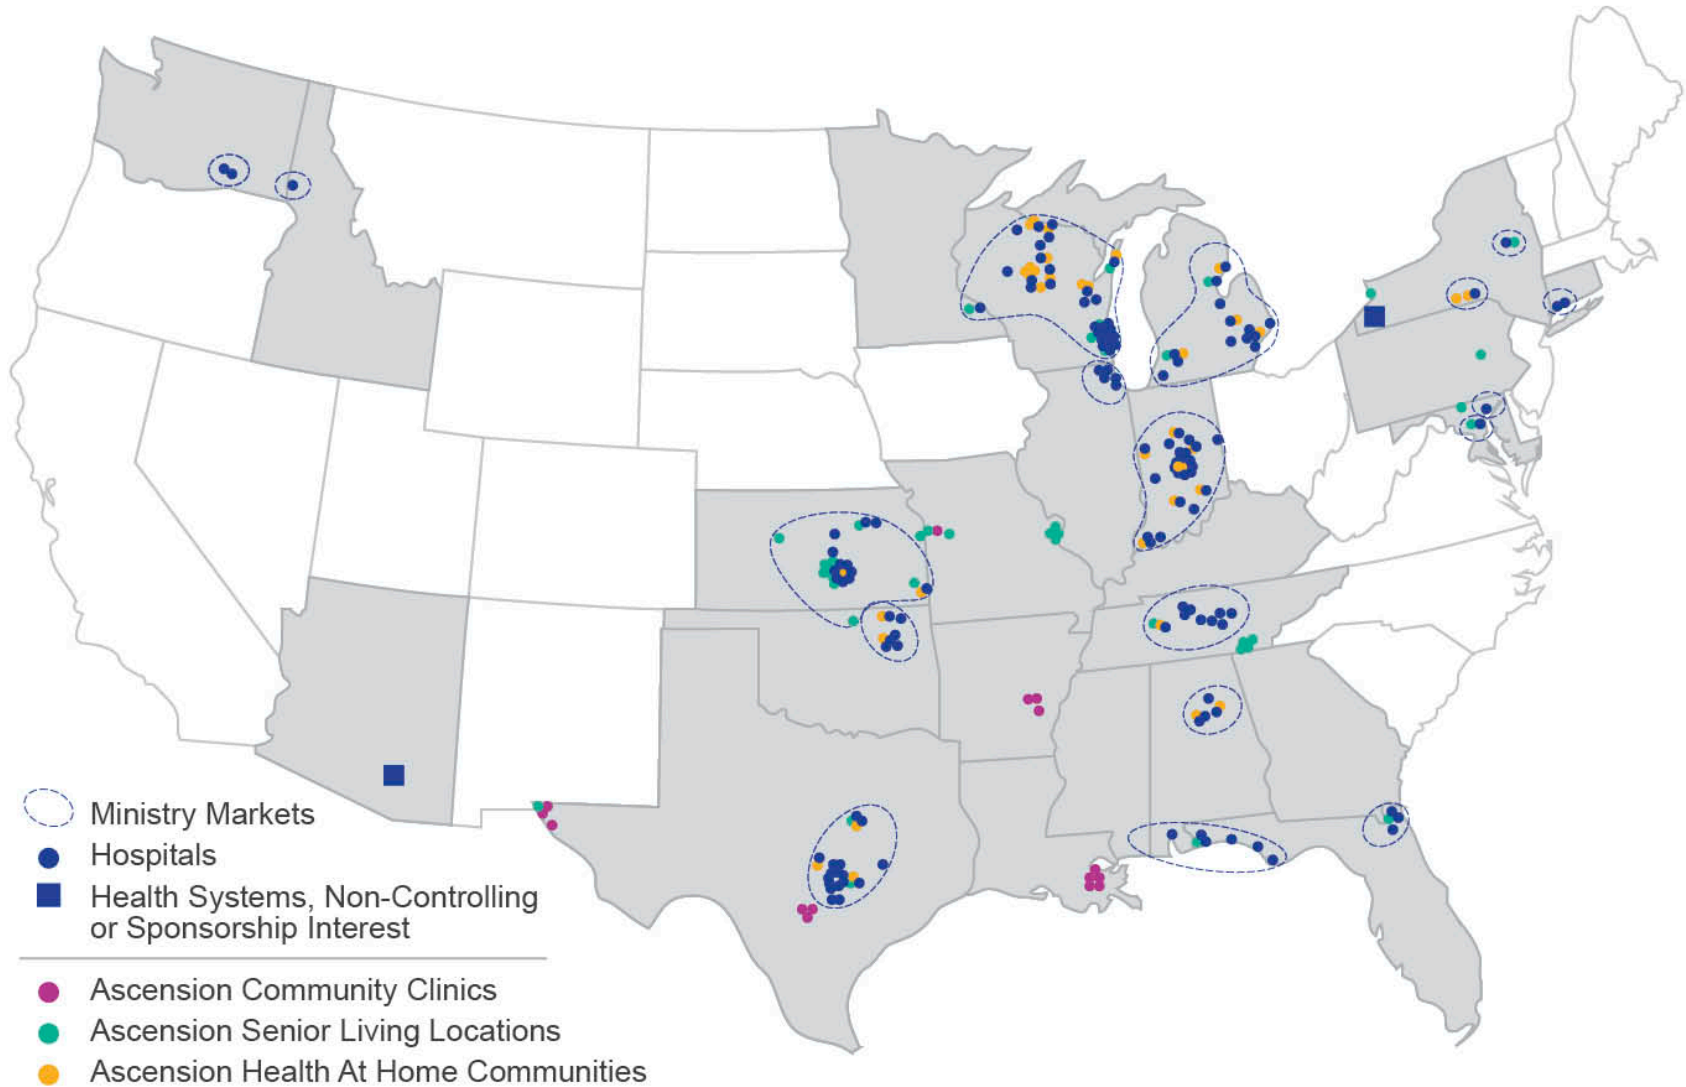 Ministry Markets
Hospitals
Health Systems, Non-Controlling
or Sponsorship Interest
Ascension Community Clinics
Ascension Senior Living Locations
Ascension Health At Home Communities